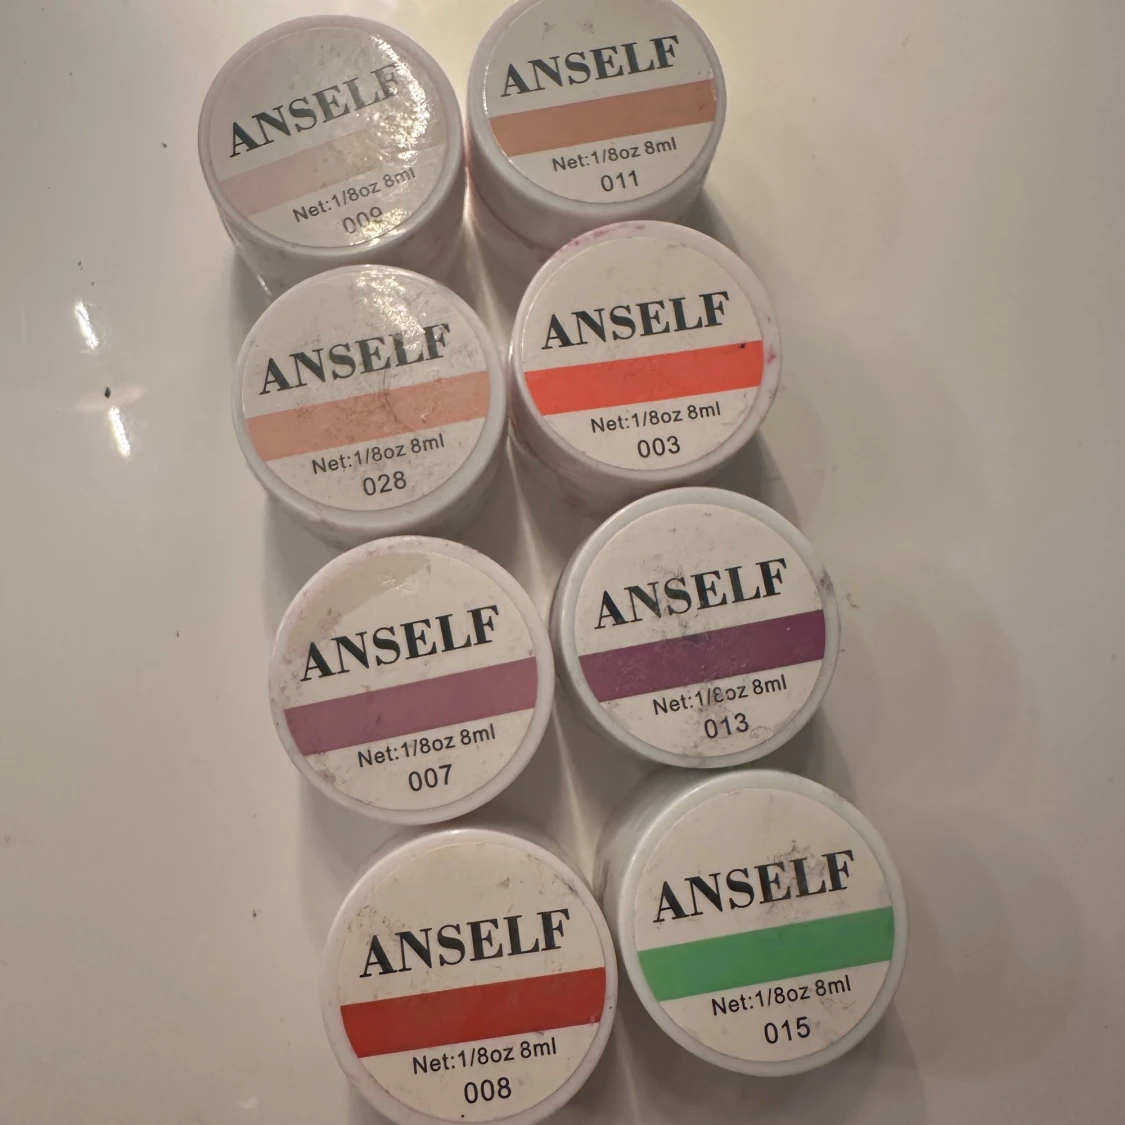 ANSELF
Net:1/8oz 8ml
009
ANSELF
Net:1/8oz 8ml
011
ANSELF
Net:1/8oz 8ml
028
ANSELF
Net:1/8oz 8ml
003
ANSELF
Net:1/8oz 8ml
007
ANSELF
Net:1/8oz 8ml
013
ANSELF
Net:1/8oz 8ml
008
ANSELF
Net:1/8oz 8ml
015